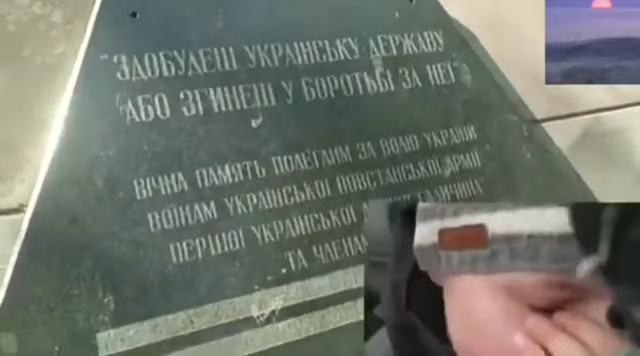 "ЗДОБУДЕШ УКРАЇНСЬКУ ДЕРЖАВУ
АБО ЗГИНЕШ У БОРОТЬБІ ЗА НЕЇ"
ВІЧНА ПАМЯТЬ ПОЛЕГЛИМ ЗА ВОЛЮ УКРАЇНИ
ВОЇНАМ УКРАЇНСЬКОЇ ПОВСТАНСЬКОЇ АРМІЇ
ПЕРШОЇ УКРАЇНСЬКОЇ
ТА ЧЛЕНАМ